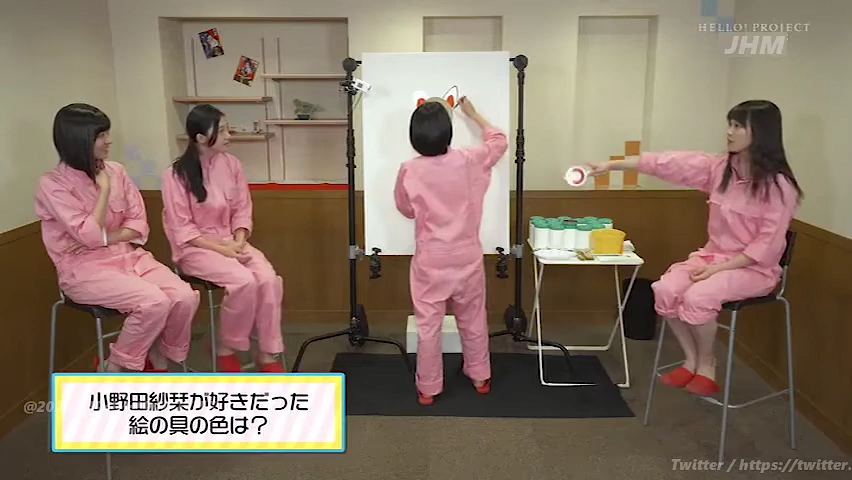 HELLO! PROJECT
JHM
小野田紗栞が好きだった
絵の具の色は？
@20
Twitter / https://twitter.